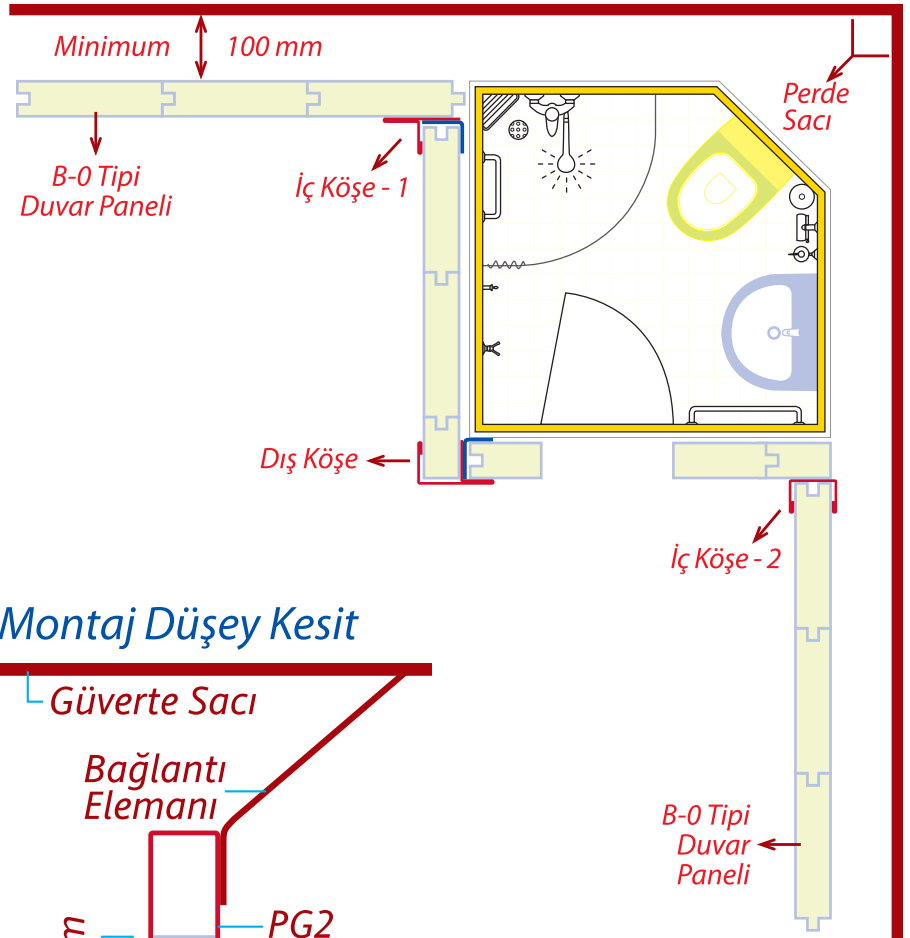 Minimum 100 mm
Perde
Sacı
B-0 Tipi
Duvar Paneli
İç Köşe - 1
Dış Köşe
İç Köşe - 2
Montaj Düşey Kesit
Güverte Sacı
Bağlantı
Elemanı
B-0 Tipi
Duvar
Paneli
PG2